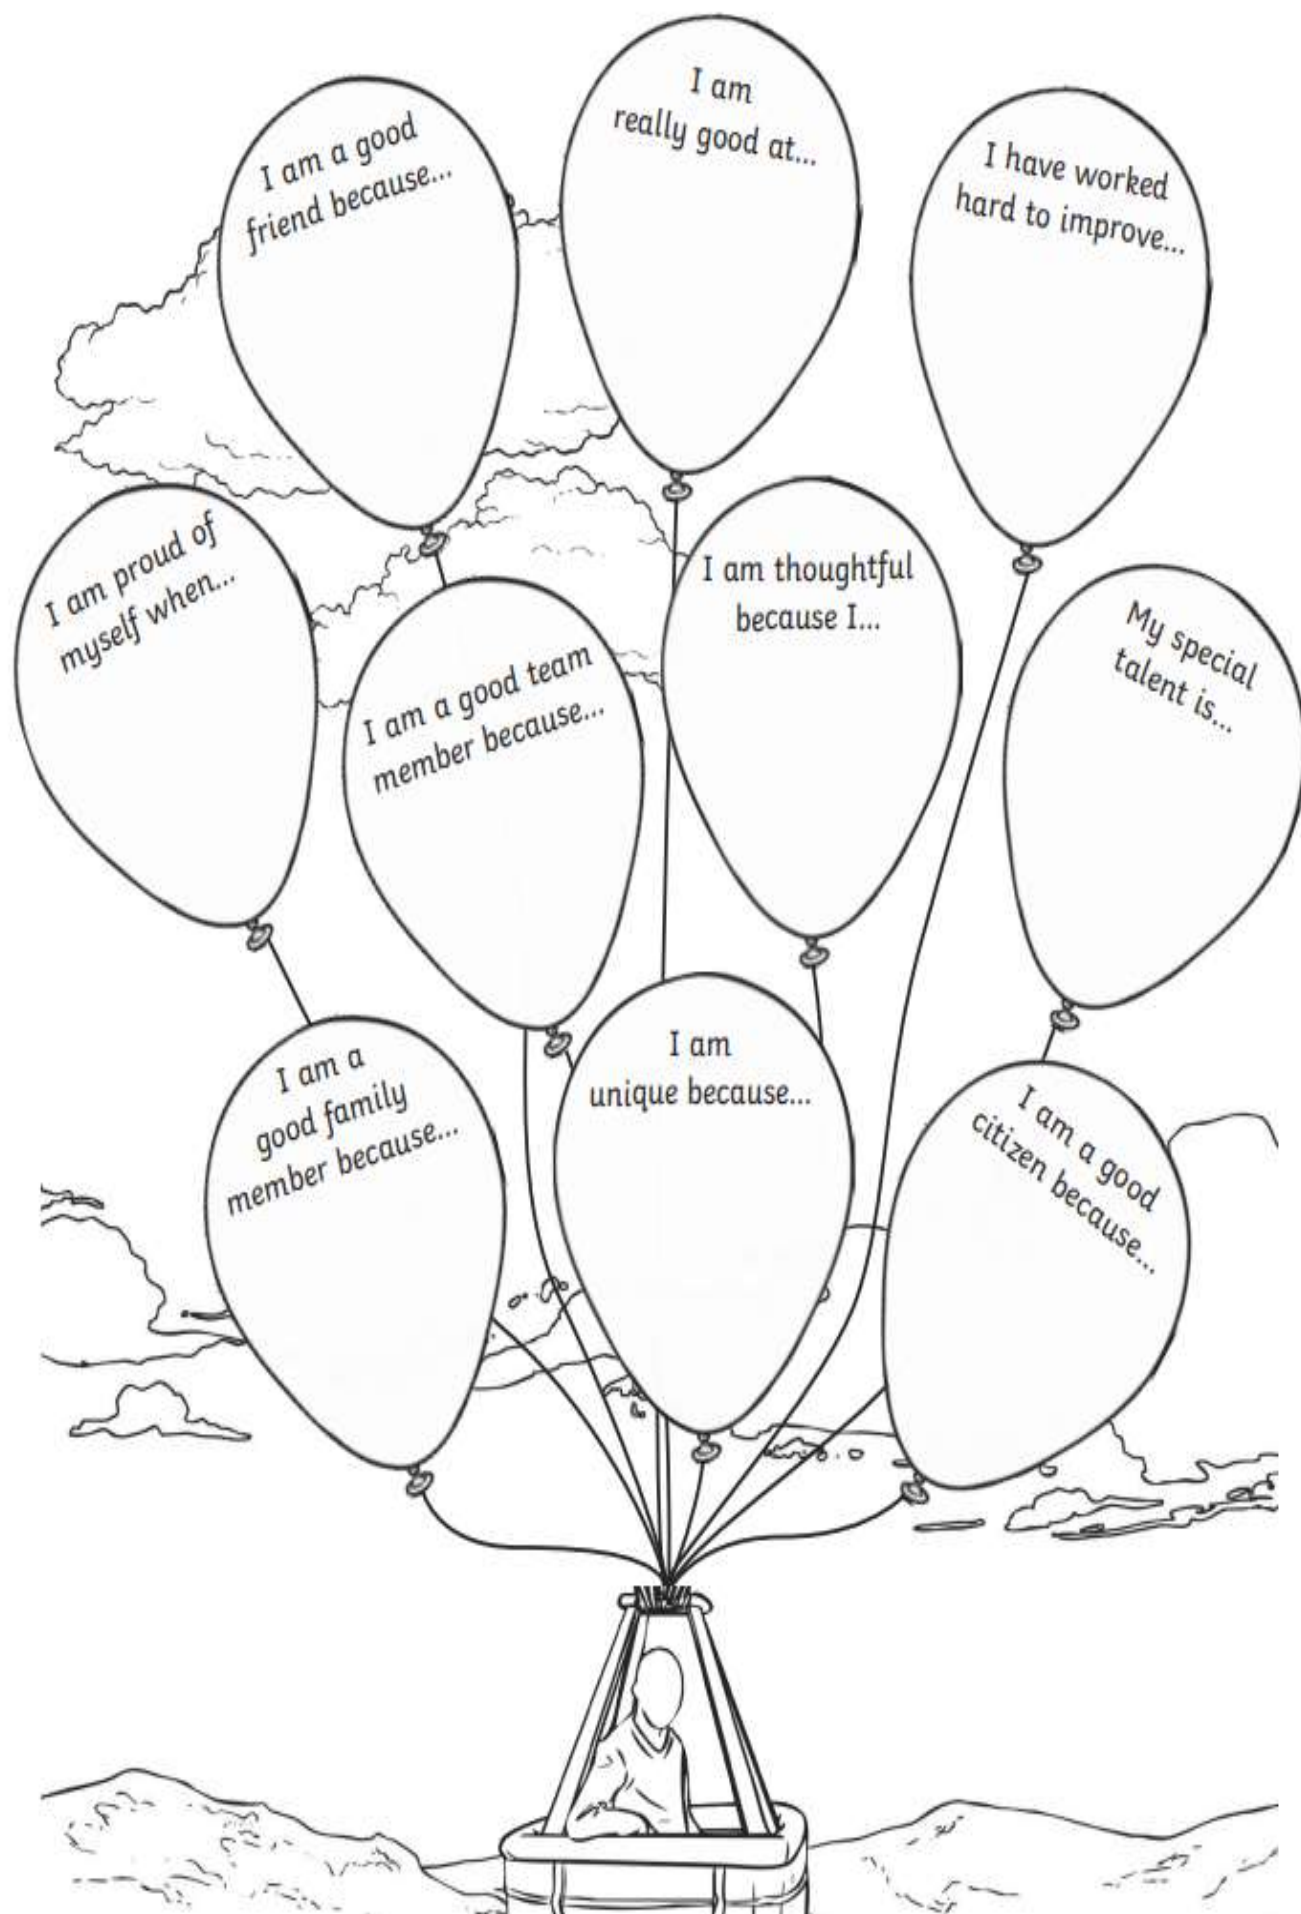 I am a good
friend because...
I am
really good at...
I have worked
hard to improve...
I am proud of
myself when...
I am a good team
member because...
I am thoughtful
because I...
My special
talent is...
I am a
good family
member because...
I am
unique because...
I am a good
citizen because...